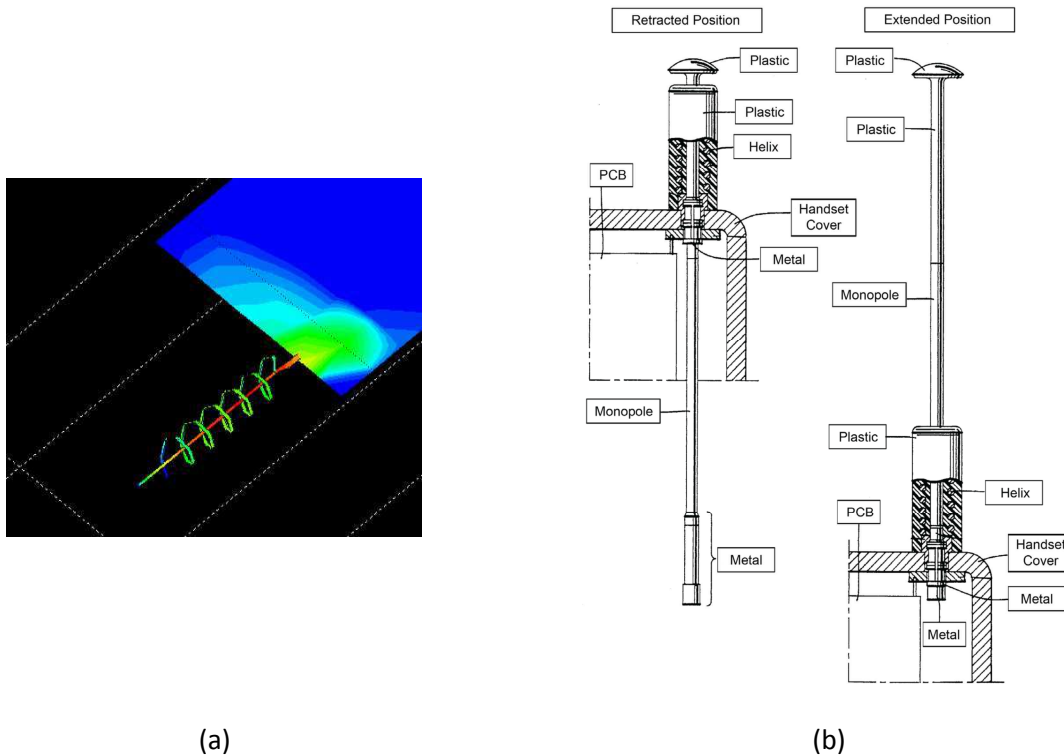 Retracted Position
Plastic
Plastic
Helix
PCB
Handset
Cover
Metal
Monopole
Metal
Extended Position
Plastic
Plastic
Monopole
Plastic
Helix
PCB
Handset
Cover
Metal
Metal
(a)
(b)